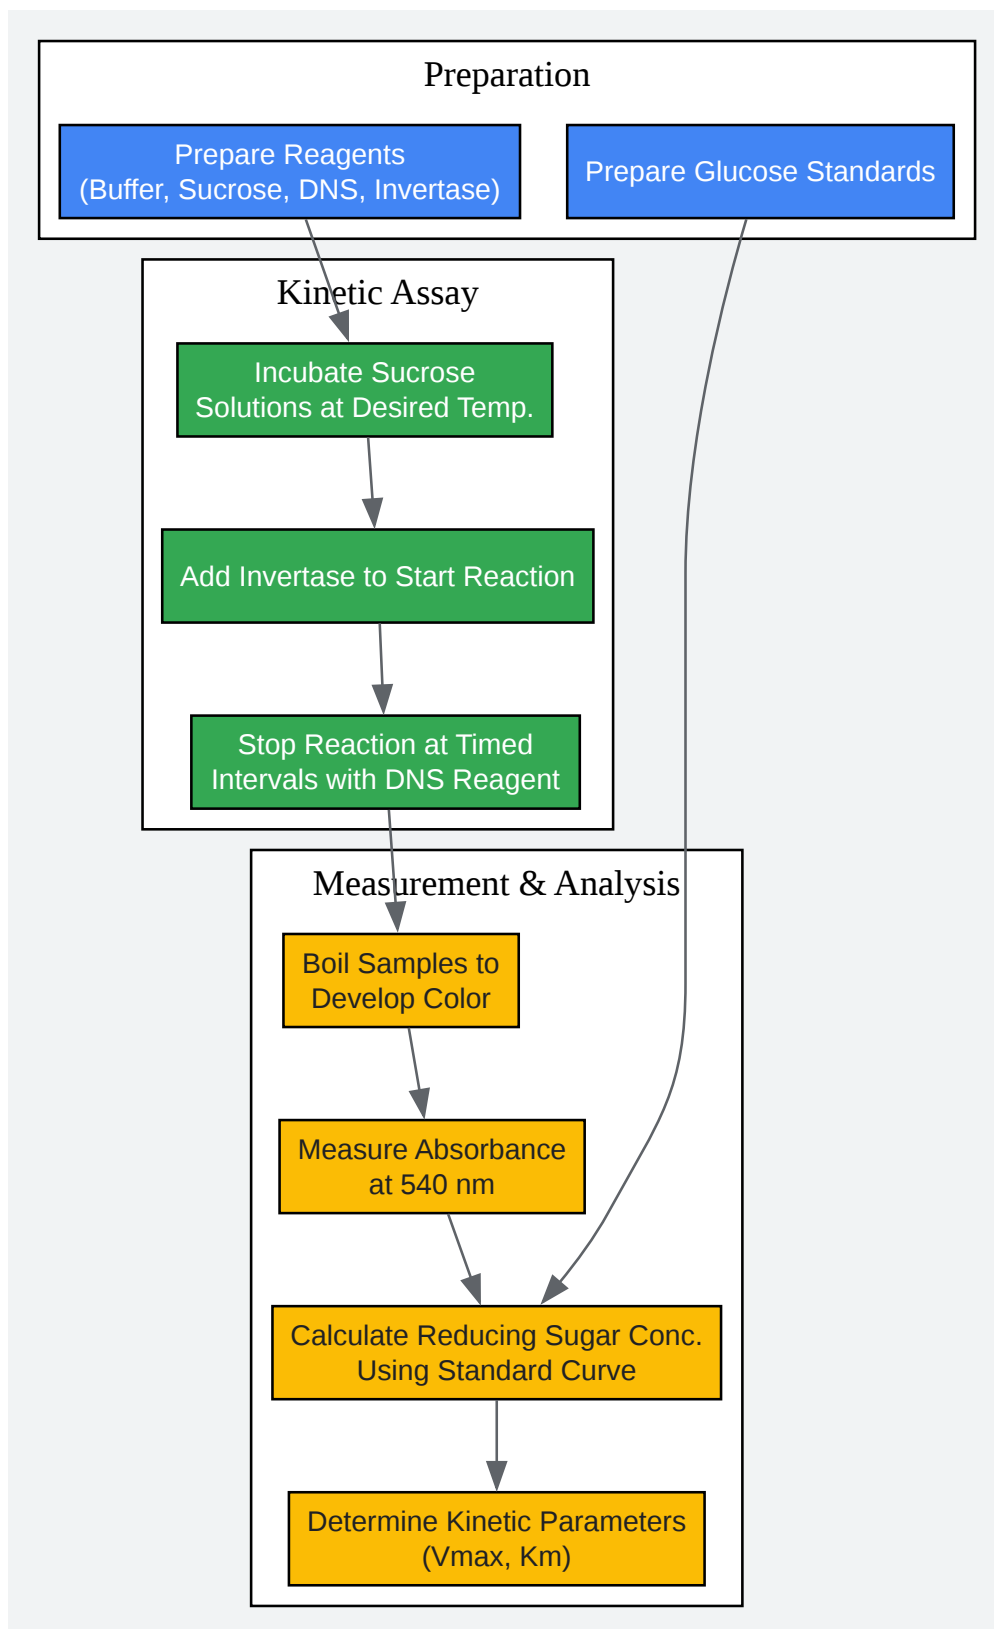 Preparation
Prepare Reagents
(Buffer, Sucrose, DNS, Invertase)
Prepare Glucose Standards
Kinetic Assay
Incubate Sucrose
Solutions at Desired Temp.
Add Invertase to Start Reaction
Stop Reaction at Timed
Intervals with DNS Reagent
Measurement & Analysis
Boil Samples to
Develop Color
Measure Absorbance
at 540 nm
Calculate Reducing Sugar Conc.
Using Standard Curve
Determine Kinetic Parameters
(Vmax, Km)